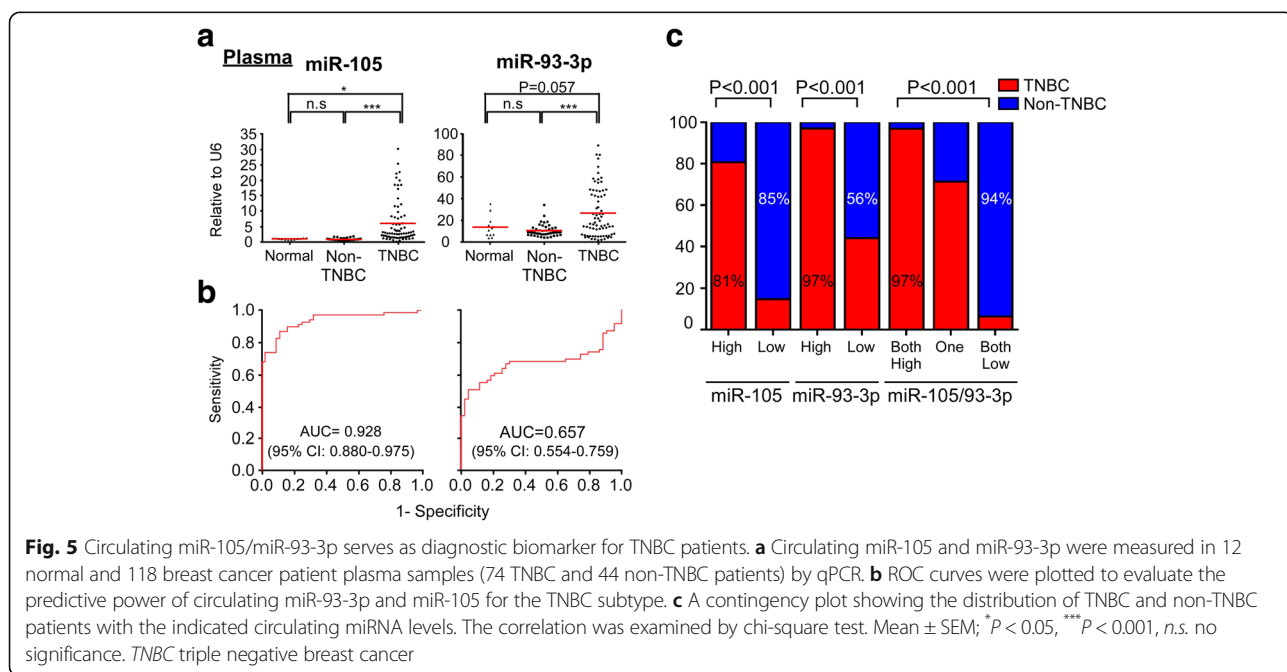 a
Plasma
miR-105
miR-93-3p
*
n.s
***
P=0.057
n.s
***
Relative to U6
35
30
25
20
15
10
5
0
100
80
60
40
20
0
Normal
Non-
TNBC
TNBC
Normal
Non-
TNBC
TNBC
b
Sensitivity
1.0
0.8
0.6
0.4
0.2
0.0
AUC= 0.928
(95% CI: 0.880-0.975)
AUC=0.657
(95% CI: 0.554-0.759)
0.0 0.2 0.4 0.6 0.8 1.0
0.0 0.2 0.4 0.6 0.8 1.0
1- Specificity
c
TNBC
Non-TNBC
P<0.001
P<0.001
P<0.001
100
80
60
40
20
0
85%
56%
94%
81%
97%
97%
High
Low
High
Low
Both
High
One
Both
Low
miR-105
miR-93-3p
miR-105/93-3p
Fig. 5 Circulating miR-105/miR-93-3p serves as diagnostic biomarker for TNBC patients. a Circulating miR-105 and miR-93-3p were measured in 12
normal and 118 breast cancer patient plasma samples (74 TNBC and 44 non-TNBC patients) by qPCR. b ROC curves were plotted to evaluate the
predictive power of circulating miR-93-3p and miR-105 for the TNBC subtype. c A contingency plot showing the distribution of TNBC and non-TNBC
patients with the indicated circulating miRNA levels. The correlation was examined by chi-square test. Mean ± SEM; *P < 0.05, ***P < 0.001, n.s. no
significance. TNBC triple negative breast cancer